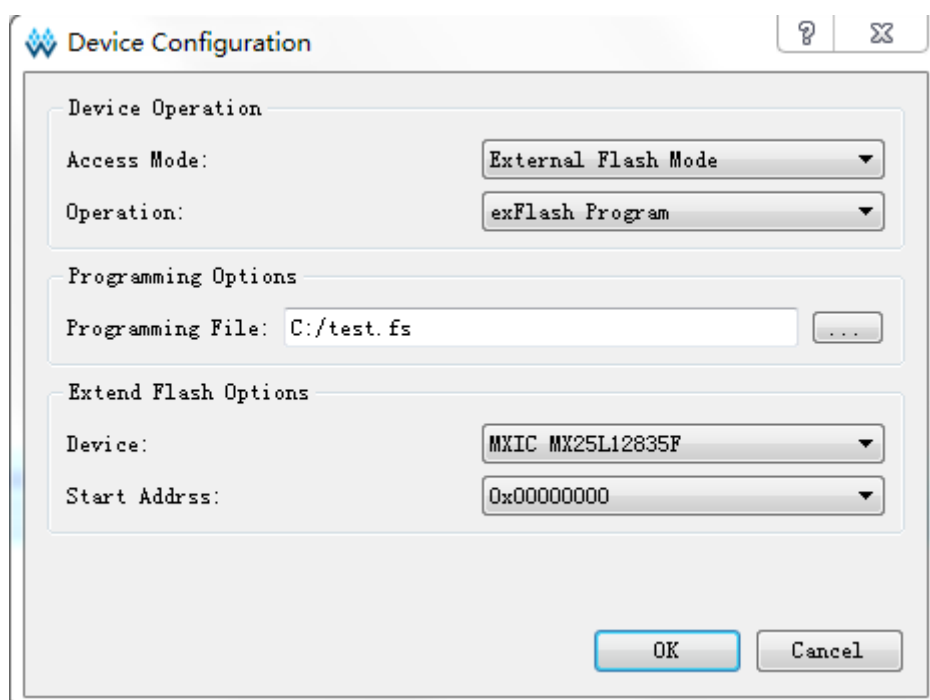 Device Configuration
Device Operation
Access Mode: External Flash Mode
Operation: exFlash Program
Programming Options
Programming File: C:/test.fs ...
Extend Flash Options
Device: MXIC MX25L12835F
Start Addrss: 0x00000000
OK Cancel